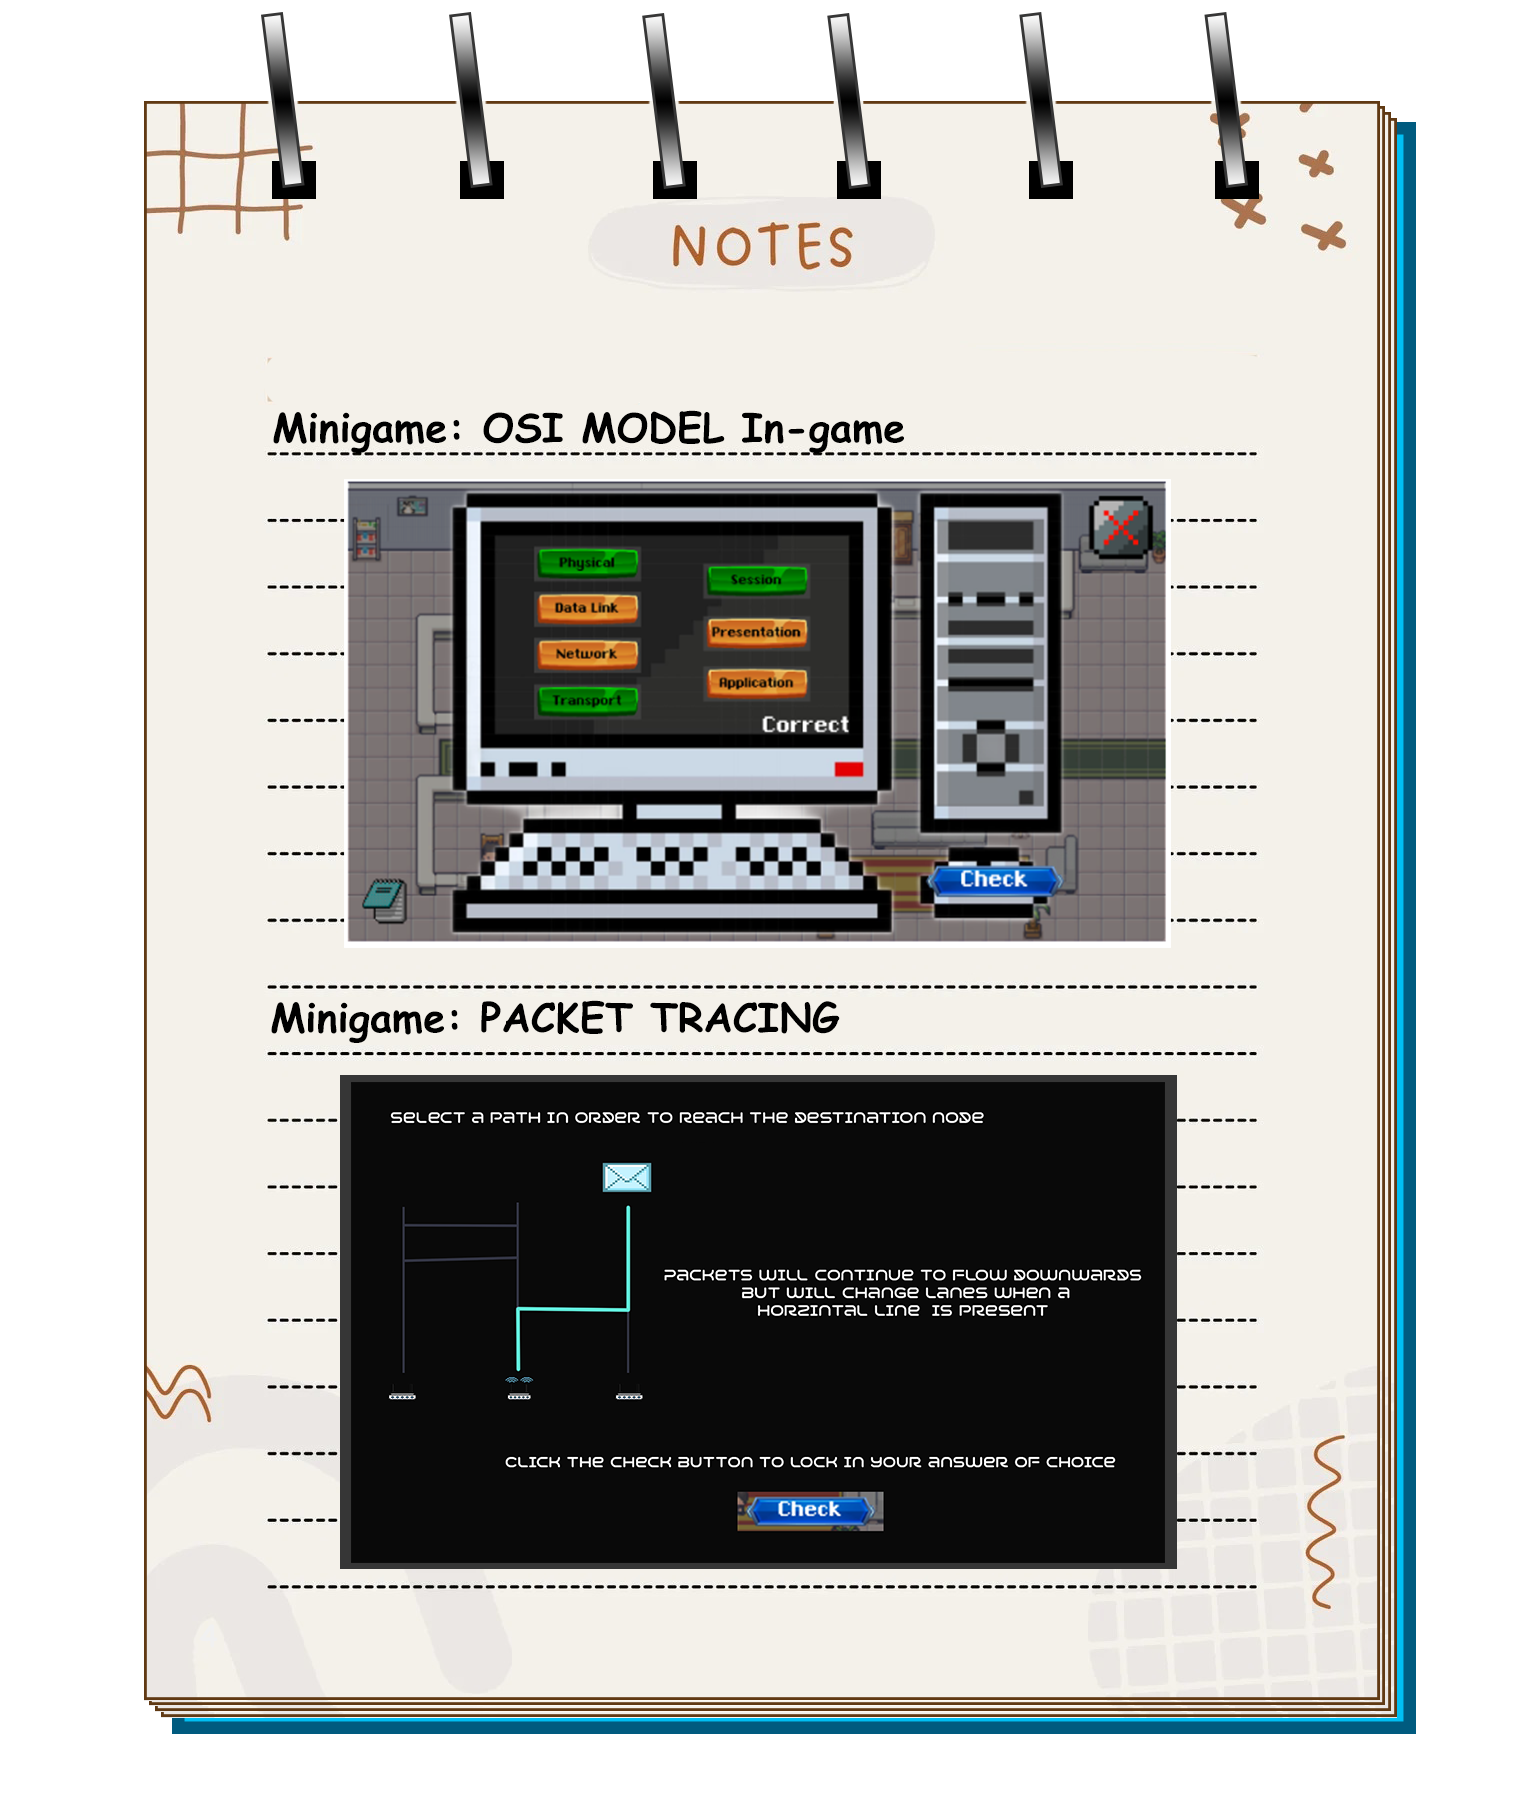 NOTES
Minigame: OSI MODEL In-game
Physical
Data Link
Network
Transport
Session
Presentation
Application
Correct
Check
Minigame: PACKET TRACING
SELECT A PATH IN ORDER TO REACH THE DESTINATION NODE
PACKETS WILL CONTINUE TO FLOW DOWNWARDS
BUT WILL CHANGE LANES WHEN A
HORZINTAL LINE IS PRESENT
CLICK THE CHECK BUTTON TO LOCK IN YOUR ANSWER OF CHOICE
Check